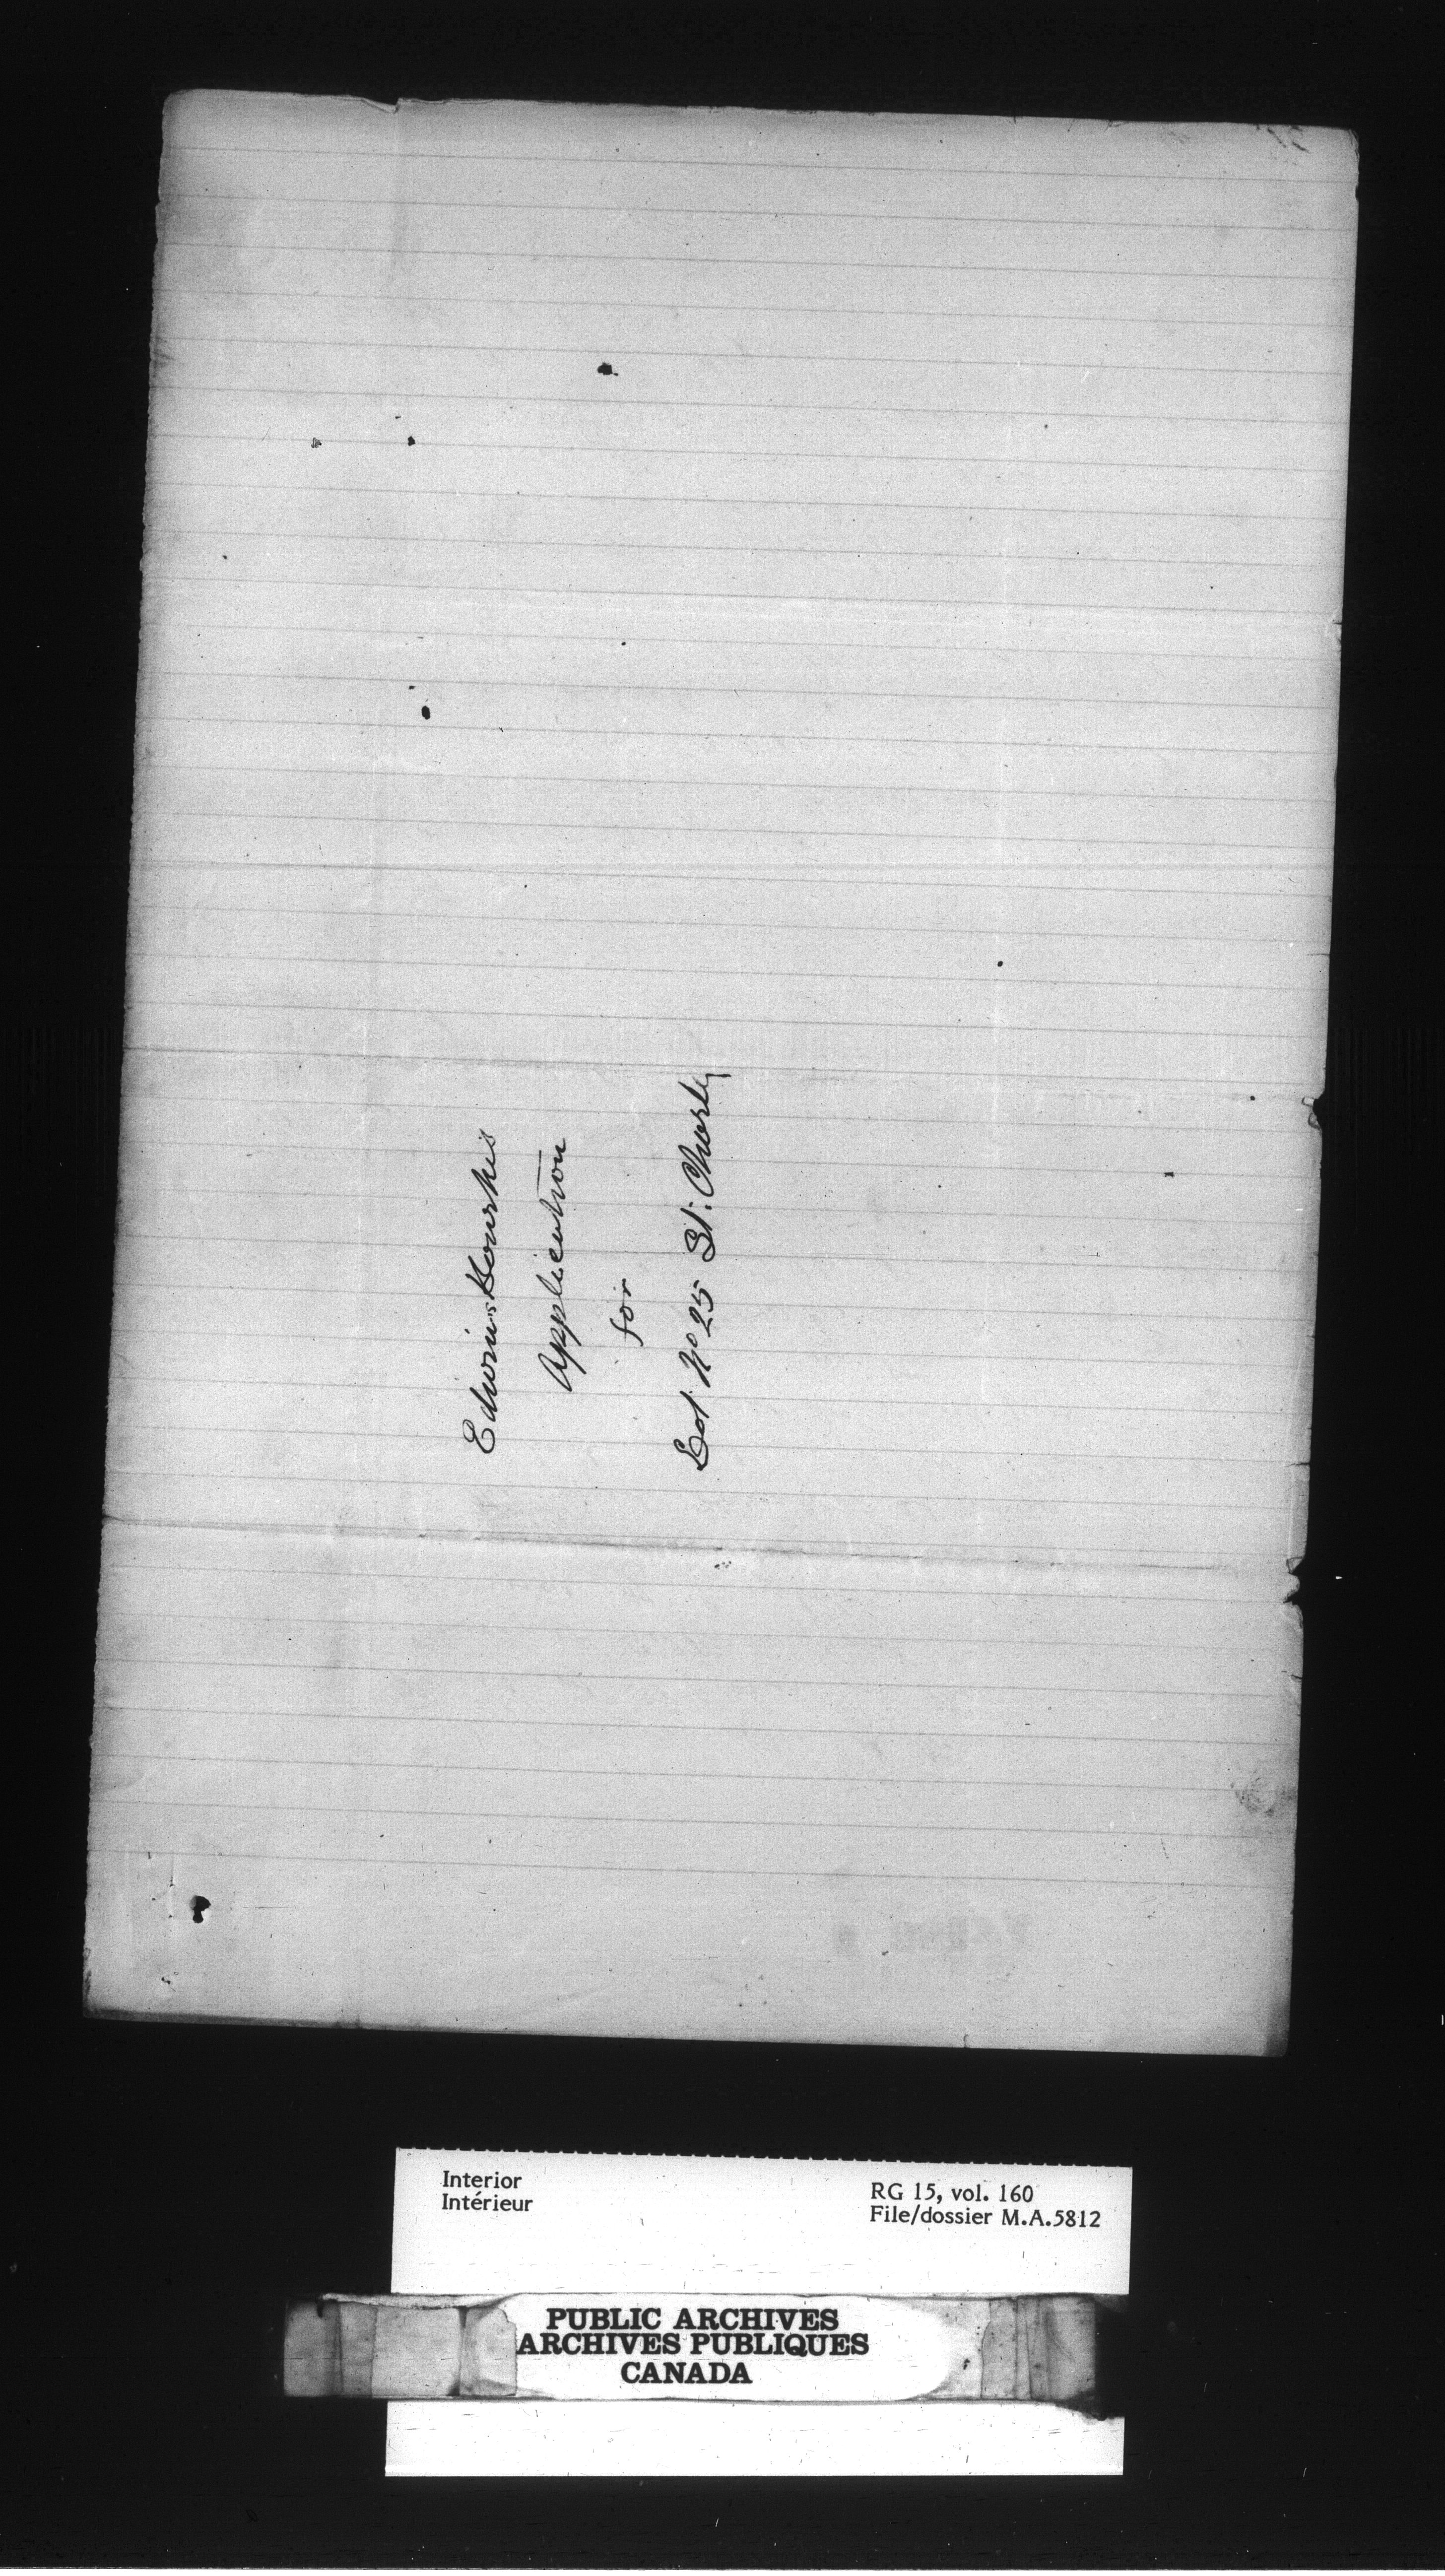 Edwin Bourkes
Application
for
Lot No 25 St: Charles
Interior
Intérieur
RG 15, vol. 160
File/dossier M.A.5812
PUBLIC ARCHIVES
ARCHIVES PUBLIQUES
CANADA